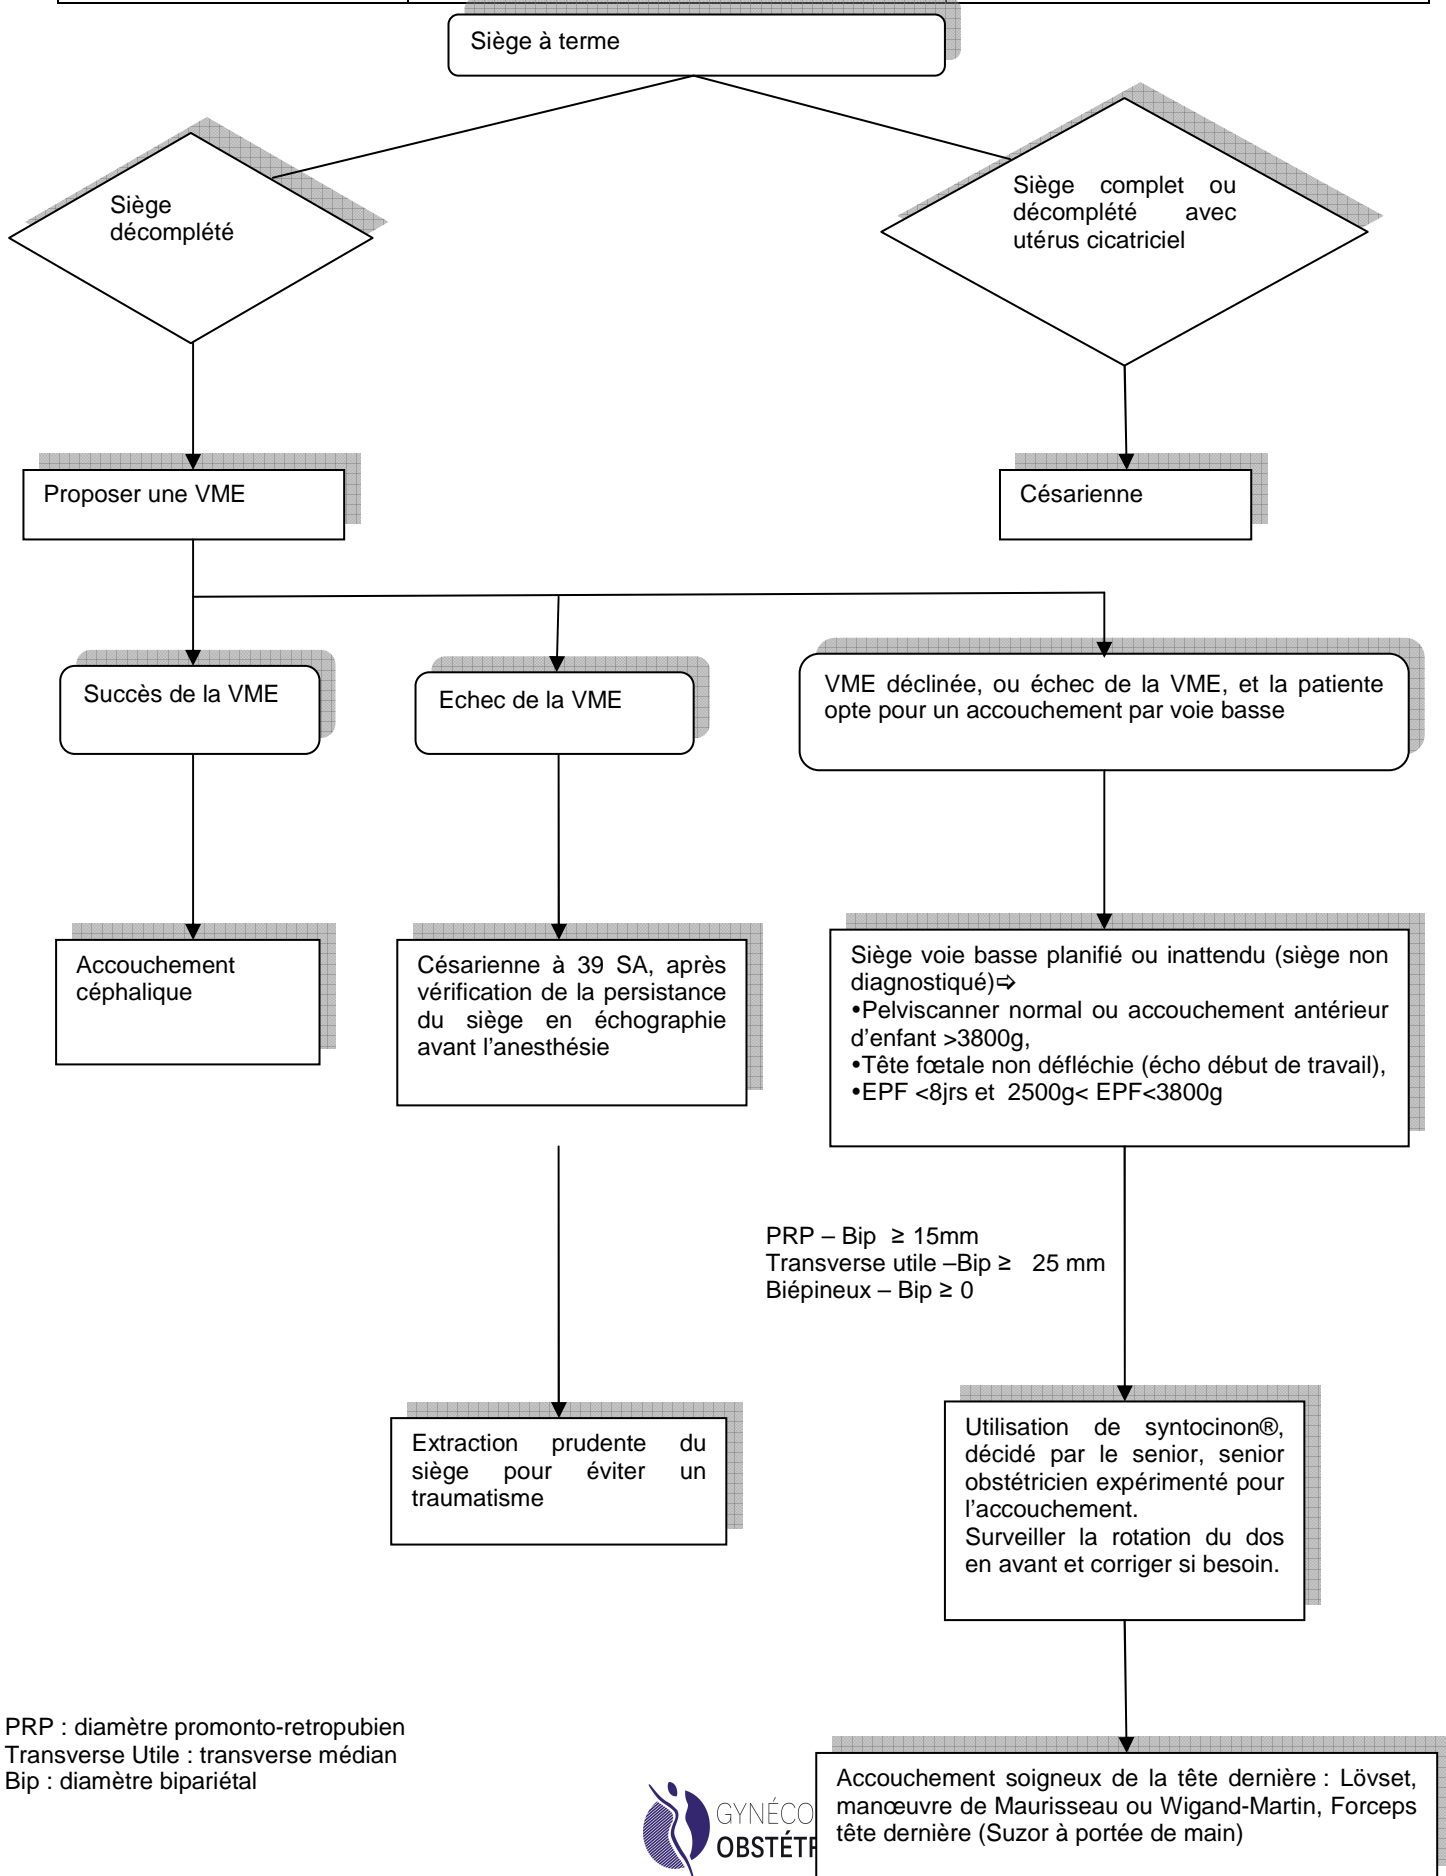 Siège à terme
Siège
décomplété
Siège complet ou
décomplété avec
utérus cicatriciel
Proposer une VME
Césarienne
Succès de la VME
Echec de la VME
VME déclinée, ou échec de la VME, et la patiente
opte pour un accouchement par voie basse
Accouchement
céphalique
Césarienne à 39 SA, après
vérification de la persistance
du siège en échographie
avant l’anesthésie
Siège voie basse planifié ou inattendu (siège non
diagnostiqué)⇨
•Pelviscanner normal ou accouchement antérieur
d’enfant >3800g,
•Tête fœtale non défléchie (écho début de travail),
•EPF <8jrs et 2500g< EPF<3800g
PRP – Bip ≥ 15mm
Transverse utile –Bip ≥ 25 mm
Biépineux – Bip ≥ 0
Extraction prudente du
siège pour éviter un
traumatisme
Utilisation de syntocinon®,
décidé par le senior, senior
obstétricien expérimenté pour
l’accouchement.
Surveiller la rotation du dos
en avant et corriger si besoin.
PRP : diamètre promonto-retropubien
Transverse Utile : transverse médian
Bip : diamètre bipariétal
Accouchement soigneux de la tête dernière : Lövset,
manœuvre de Maurisseau ou Wigand-Martin, Forceps
tête dernière (Suzor à portée de main)
GYNÉCO
OBSTÉTR